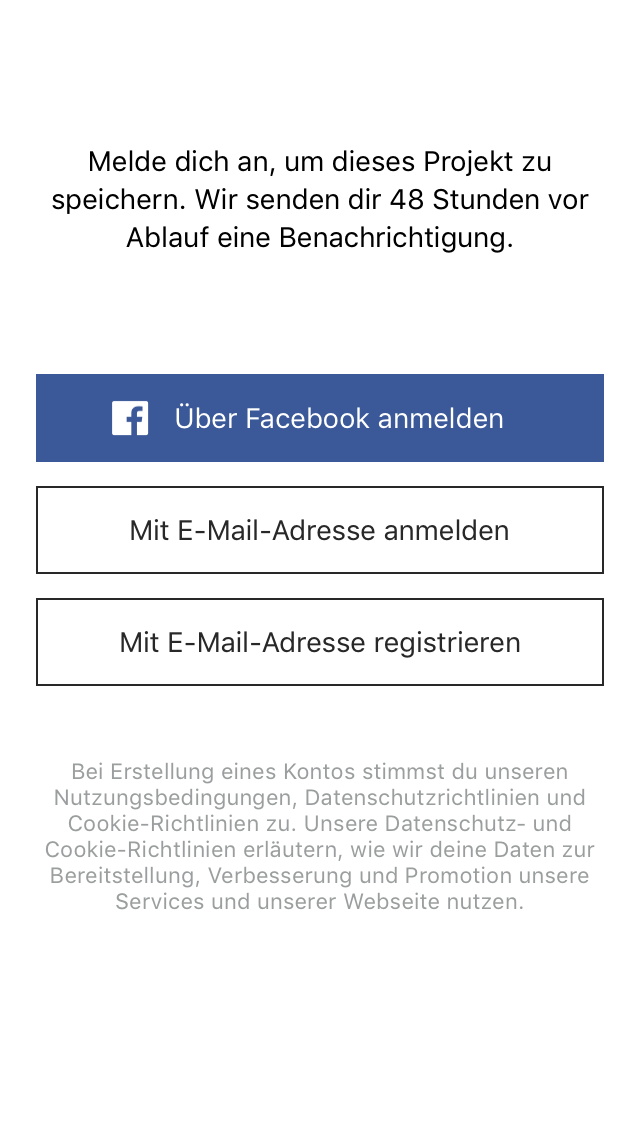 Melde dich an, um dieses Projekt zu
speichern. Wir senden dir 48 Stunden vor
Ablauf eine Benachrichtigung.
Über Facebook anmelden
Mit E-Mail-Adresse anmelden
Mit E-Mail-Adresse registrieren
Bei Erstellung eines Kontos stimmst du unseren
Nutzungsbedingungen, Datenschutzrichtlinien und
Cookie-Richtlinien zu. Unsere Datenschutz- und
Cookie-Richtlinien erläutern, wie wir deine Daten zur
Bereitstellung, Verbesserung und Promotion unsere
Services und unserer Webseite nutzen.